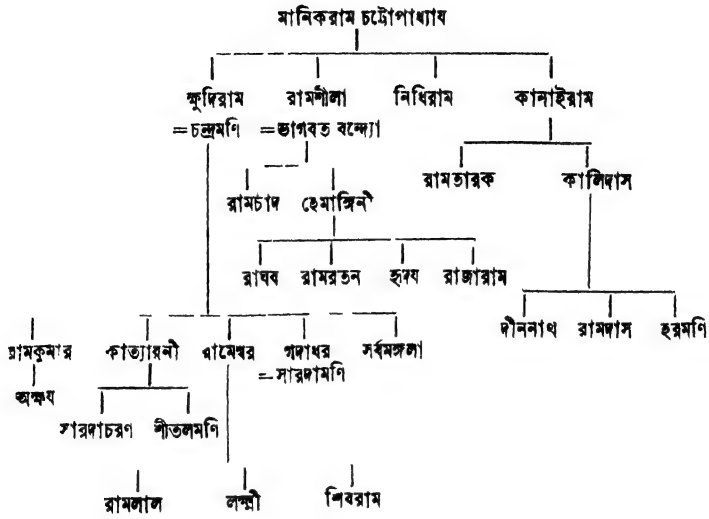 মানিকরাম চট্টোপাধ্যায
ক্ষুদিরাম রামশীলা নিধিরাম কানাইরাম
=চন্দ্রমণি =ভাগবত বন্দ্যো
রামতারক কালিদাস
রামচাঁদ হেমাঙ্গিনী
রাঘব রামরতন হৃদয রাজারাম
দীননাথ রামদাস হরমণি
রামকুমার কাত্যায়নী রামেশ্বর গদাধর সর্বমঙ্গলা
=সারদামণি
অক্ষয
সারদাচরণ শীতলমণি
রামলাল লক্ষ্মী শিবরাম